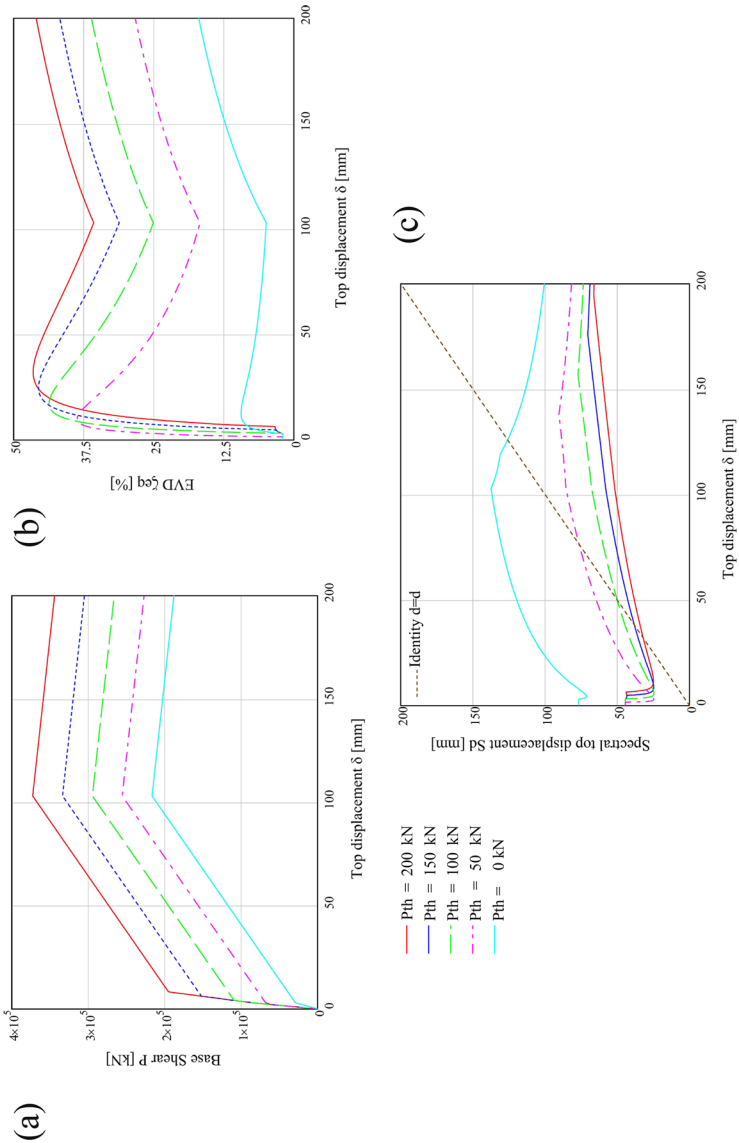 (a)
4×10⁵
3×10⁵
2×10⁵
1×10⁵
0
Base Shear P [kN]
0
50
100
150
200
Top displacement δ [mm]
(b)
50
37.5
25
12.5
0
EVD ζeq [%]
0
50
100
150
200
Top displacement δ [mm]
Pth = 200 kN
Pth = 150 kN
Pth = 100 kN
Pth = 50 kN
Pth = 0 kN
(c)
200
150
100
50
0
Spectral top displacement Sd [mm]
Identity d=d
0
50
100
150
200
Top displacement δ [mm]